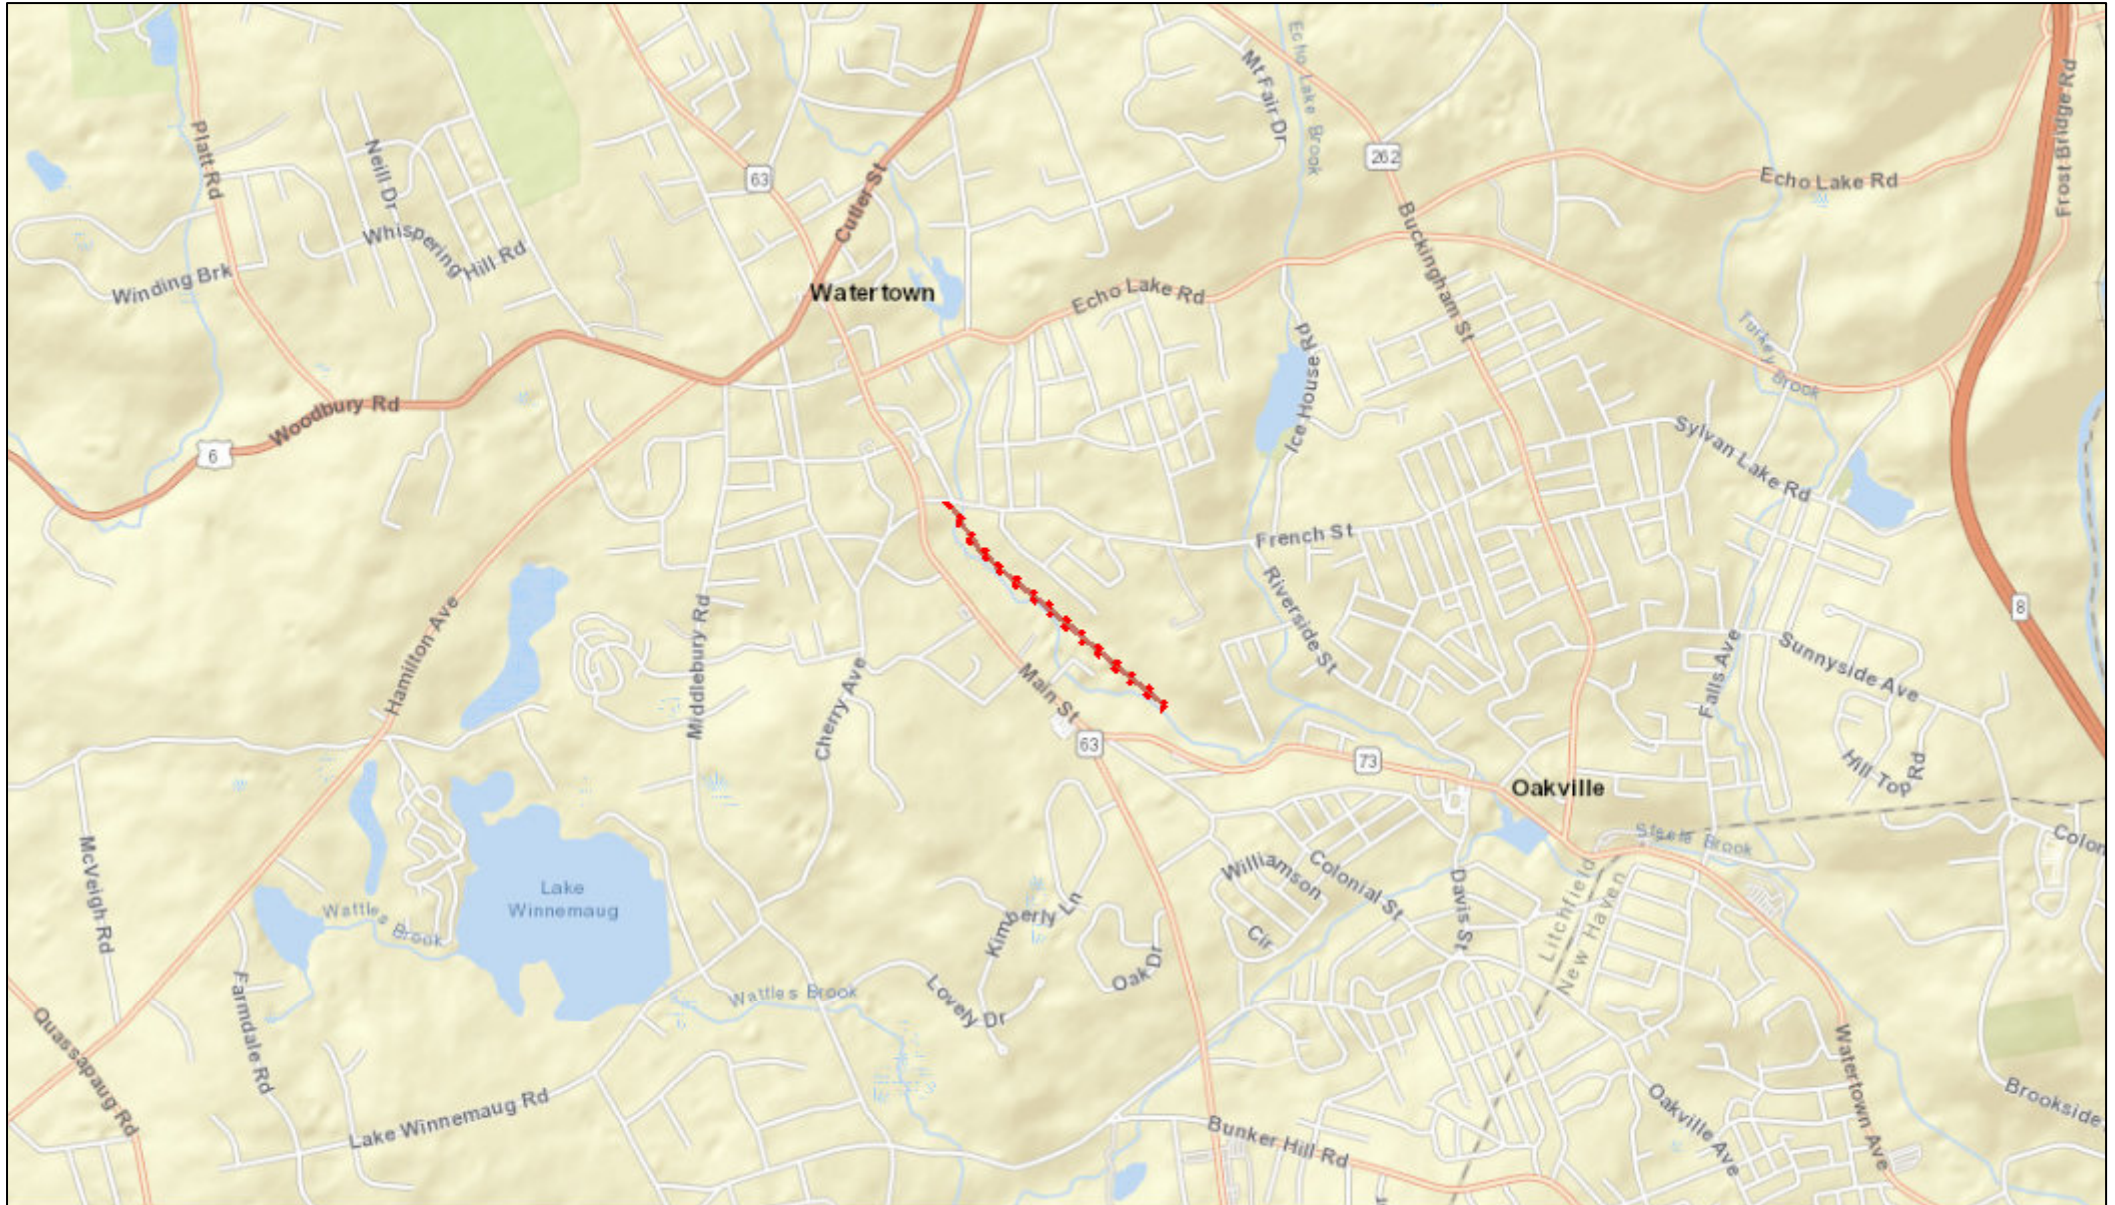 Echo Lake Brook
Mt Fair Dr
Frost Bridge Rd
Platt Rd
Neill Dr
63
262
Cutler St
Echo Lake Rd
Buckingham St
Whispering Hill Rd
Winding Brk
Watertown
Echo Lake Rd
Turkey Brook
Ice House Rd
Woodbury Rd
6
Sylvan Lake Rd
French St
Riverside St
Hamilton Ave
Middlebury Rd
8
Falls Ave
Sunnyside Ave
Main St
Cherry Ave
63
73
Hill Top Rd
Oakville
Steele Brook
Colon
McVeigh Rd
Lake
Winnemaug
Wattles Brook
Williamson Cir
Colonial St
Davis St
Litchfield
New Haven
Kimberly Ln
Oak Dr
Lovely Dr
Wattles Brook
Farmdale Rd
Quassapaug Rd
Watertown Ave
Lake Winnemaug Rd
Bunker Hill Rd
Oakville Ave
Brookside